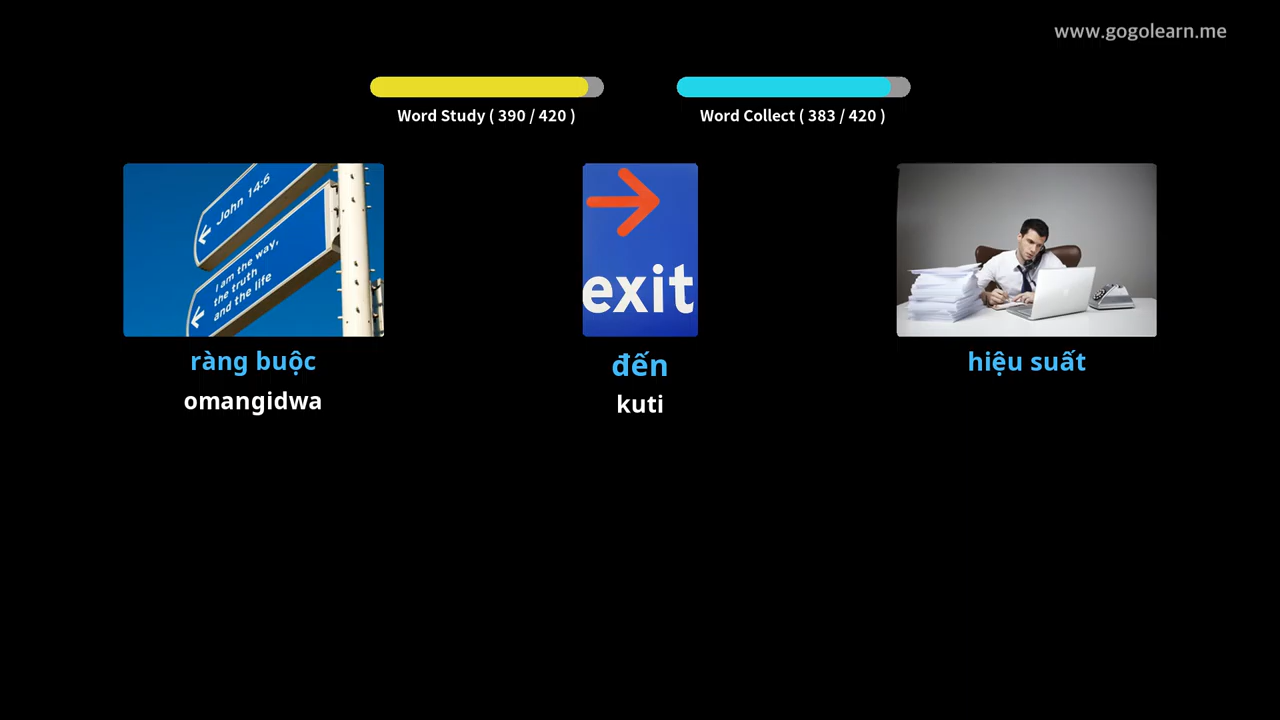 www.gogolearn.me
Word Study ( 390 / 420 )
Word Collect ( 383 / 420 )
John 14:6
I am the way,
the truth
and the life
exit
ràng buộc
đến
hiệu suất
omangidwa
kuti